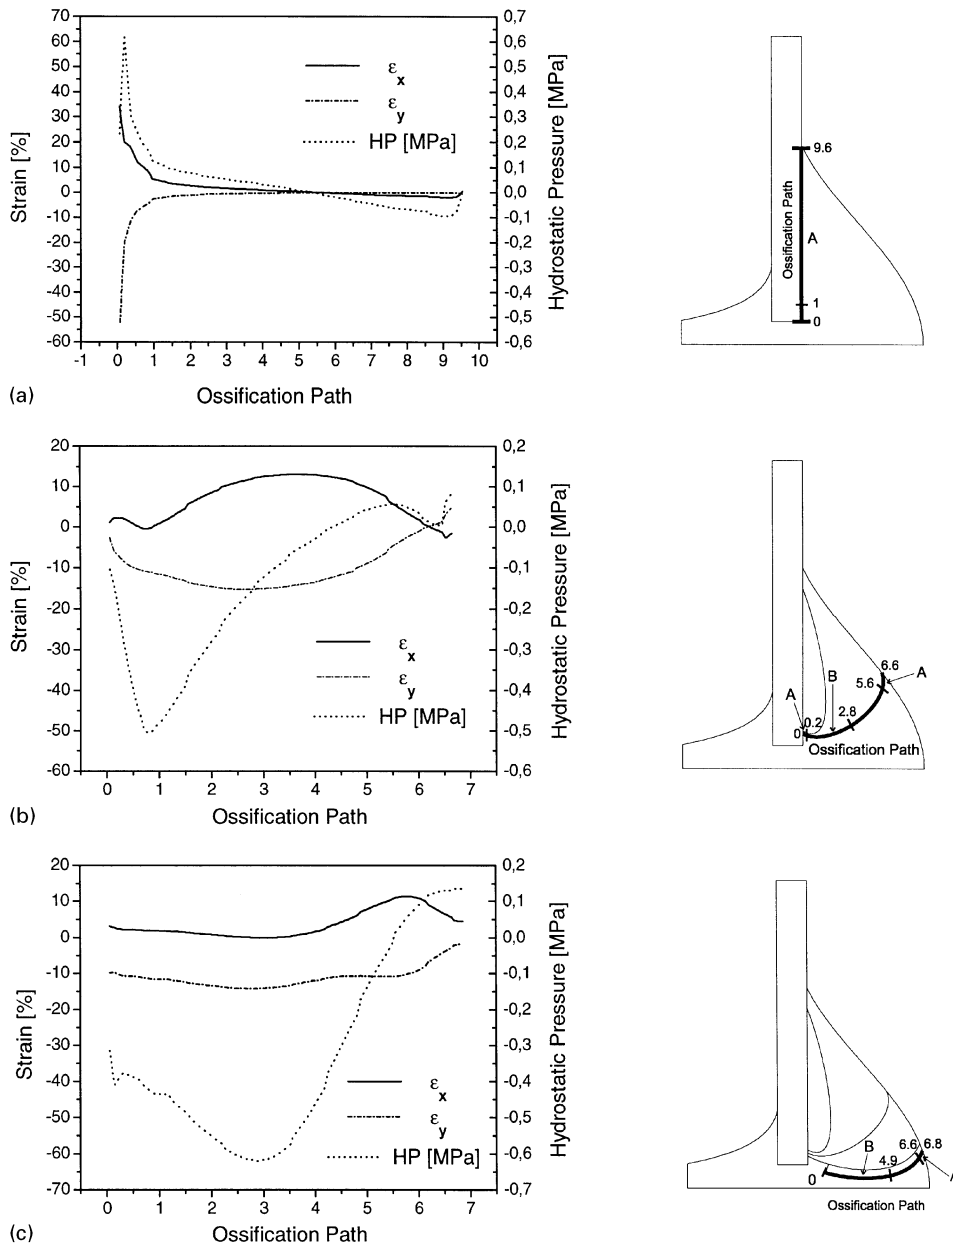 70
60
50
40
30
20
10
0
-10
-20
-30
-40
-50
-60
Strain [%]
0,7
0,6
0,5
0,4
0,3
0,2
0,1
0,0
-0,1
-0,2
-0,3
-0,4
-0,5
-0,6
Hydrostatic Pressure [MPa]
εx
εy
HP [MPa]
-1 0 1 2 3 4 5 6 7 8 9 10
Ossification Path
(a)
9.6
Ossification Path
A
1
0
20
10
0
-10
-20
-30
-40
-50
-60
Strain [%]
0,2
0,1
0,0
-0,1
-0,2
-0,3
-0,4
-0,5
-0,6
Hydrostatic Pressure [MPa]
εx
εy
HP [MPa]
0 1 2 3 4 5 6 7
Ossification Path
(b)
6.6
A
5.6
B
A
2.8
0.2
0
Ossification Path
20
10
0
-10
-20
-30
-40
-50
-60
-70
Strain [%]
0,2
0,1
0,0
-0,1
-0,2
-0,3
-0,4
-0,5
-0,6
-0,7
Hydrostatic Pressure [MPa]
εx
εy
HP [MPa]
0 1 2 3 4 5 6 7
Ossification Path
(c)
B
6.6
6.8
4.9
0
Ossification Path